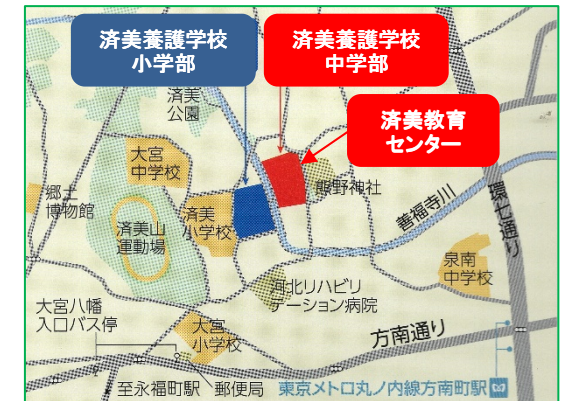 済美養護学校
小学部
済美養護学校
中学部
済美教育
センター
済美
公園
大宮
中学校
熊野神社
郷土
博物館
済美山
運動場
済美
小学校
善福寺川
環七通り
泉南
中学校
河北リハビリ
テーション病院
大宮八幡
入口バス停
大宮
小学校
方南通り
至永福町駅
郵便局
東京メトロ丸ノ内線方南町駅